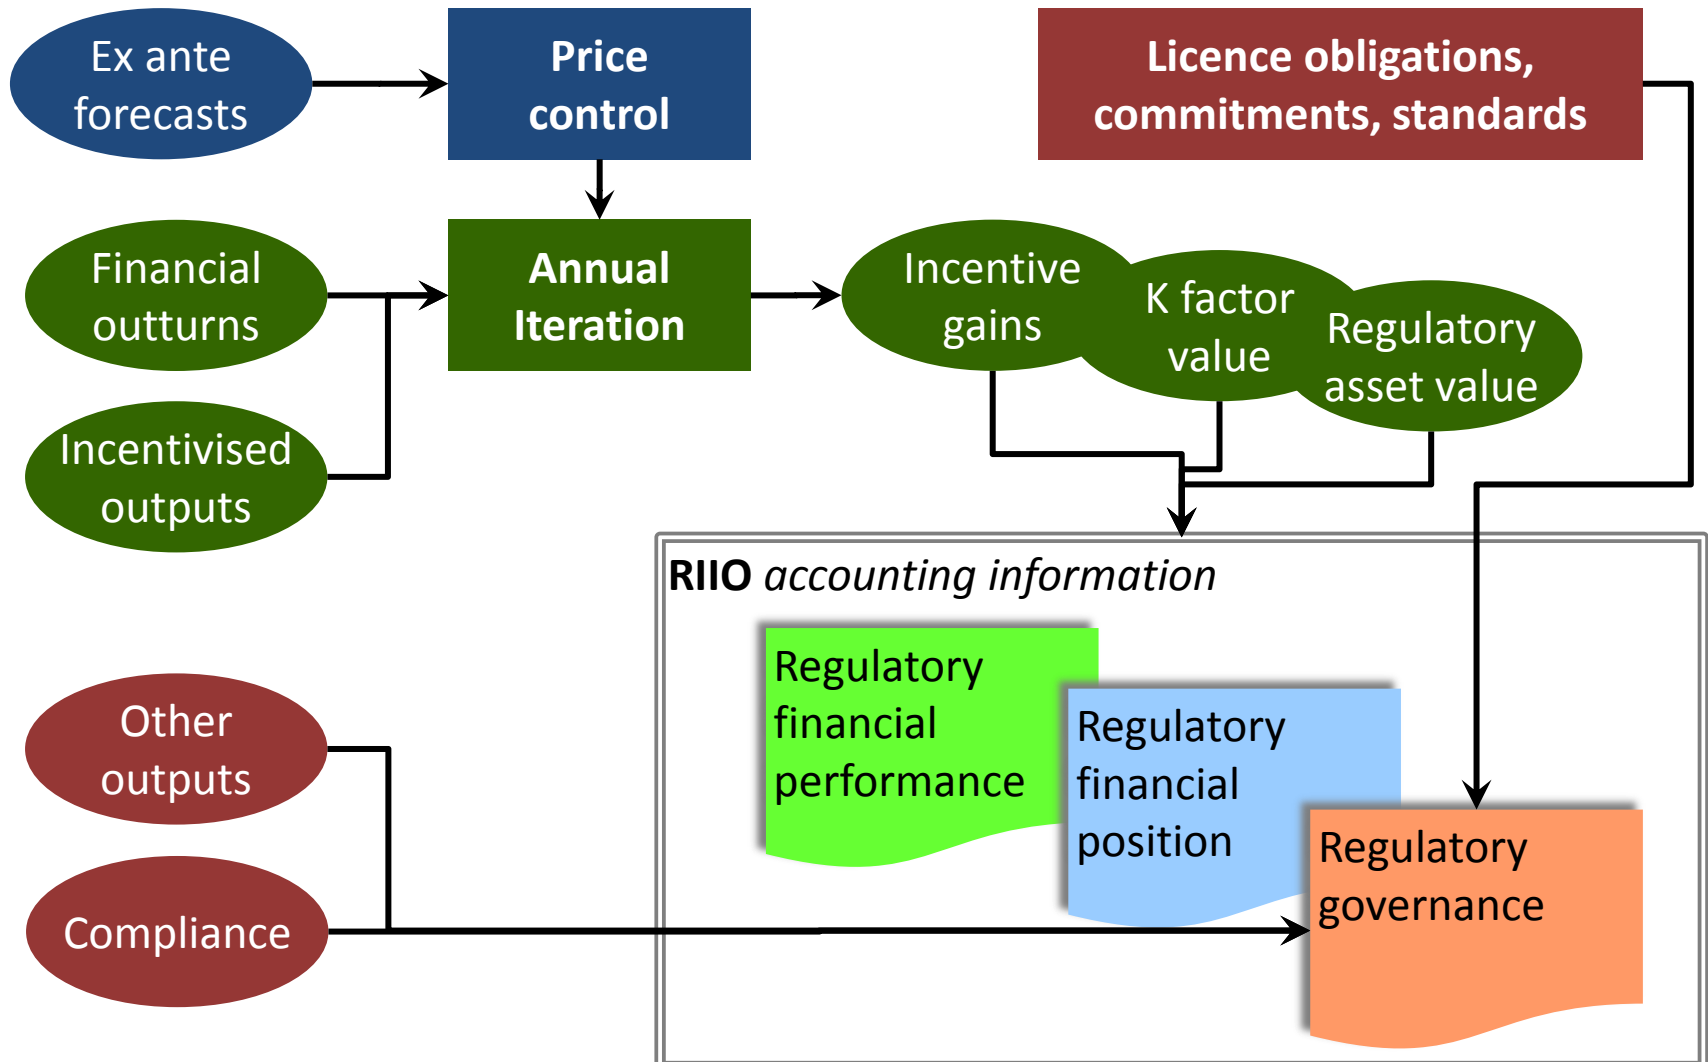 Ex ante
forecasts
Price
control
Licence obligations,
commitments, standards
Financial
outturns
Annual
Iteration
Incentive
gains
K factor
value
Regulatory
asset value
Incentivised
outputs
RIIO accounting information
Regulatory
financial
performance
Regulatory
financial
position
Regulatory
governance
Other
outputs
Compliance